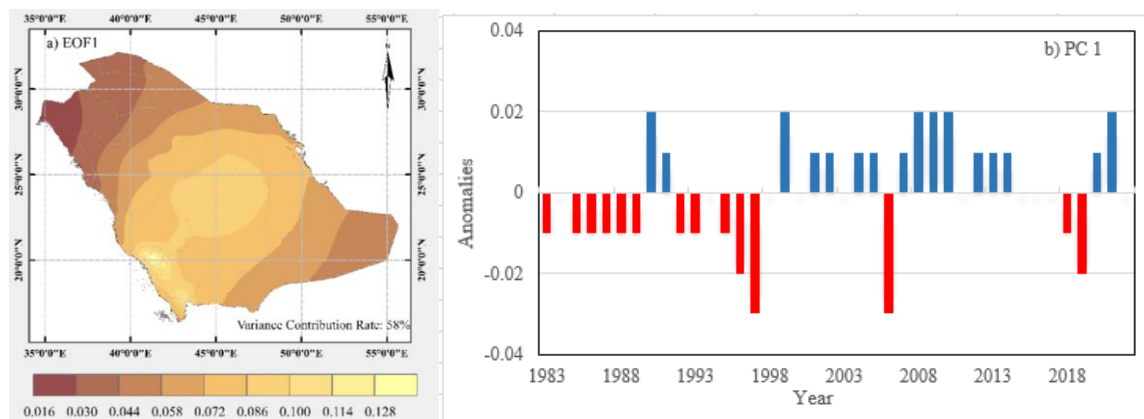 35°0'0"E 40°0'0"E 45°0'0"E 50°0'0"E 55°0'0"E
a) EOF1
N
30°0'0"N 30°0'0"N
25°0'0"N 25°0'0"N
20°0'0"N 20°0'0"N
Variance Contribution Rate: 58%
35°0'0"E 40°0'0"E 45°0'0"E 50°0'0"E 55°0'0"E
0.016 0.030 0.044 0.058 0.072 0.086 0.100 0.114 0.128
b) PC 1
Anomalies
0.04
0.02
0
-0.02
-0.04
1983 1988 1993 1998 2003 2008 2013 2018
Year